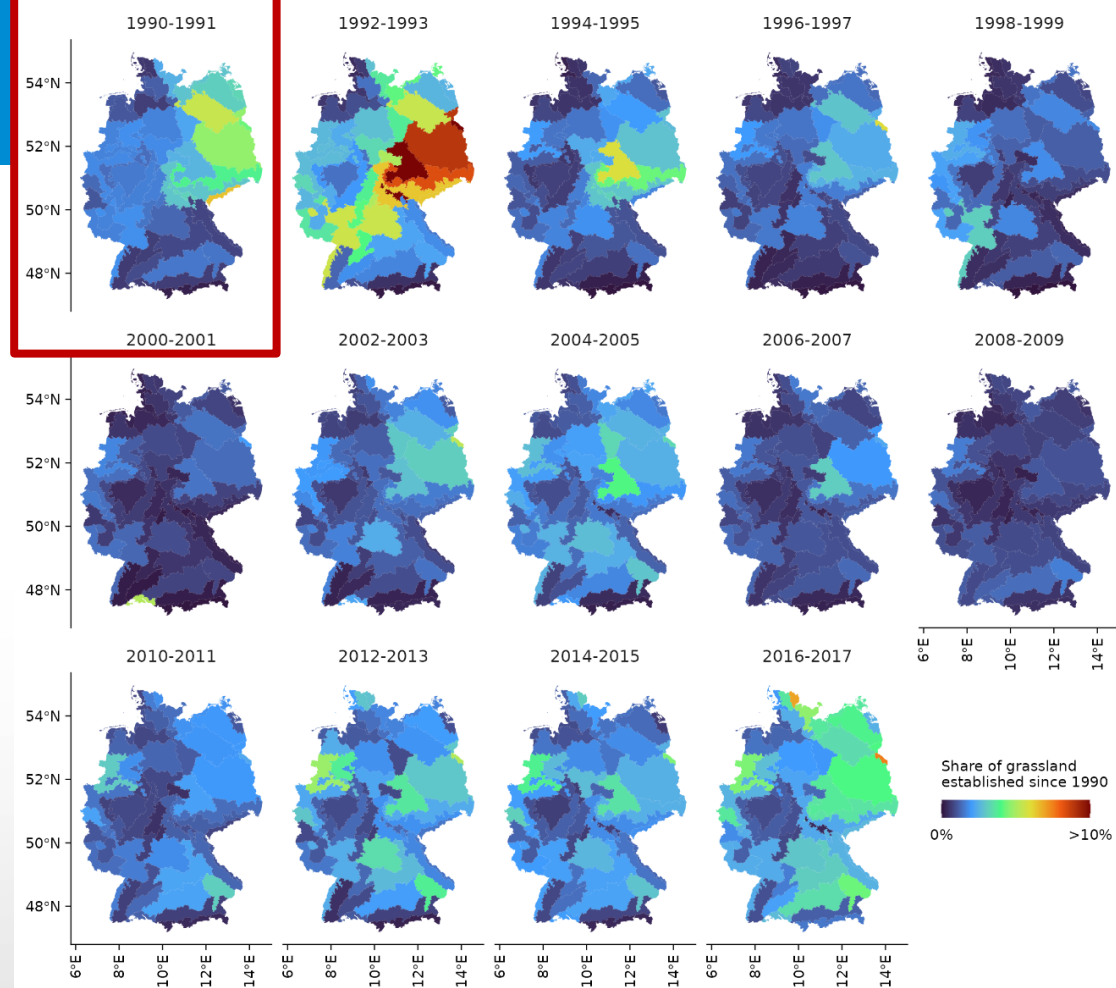 1990-1991
1992-1993
1994-1995
1996-1997
1998-1999
54°N
52°N
50°N
48°N
2000-2001
2002-2003
2004-2005
2006-2007
2008-2009
54°N
52°N
50°N
48°N
6°E
8°E
10°E
12°E
14°E
2010-2011
2012-2013
2014-2015
2016-2017
54°N
52°N
50°N
48°N
Share of grassland
established since 1990
0% >10%
6°E
8°E
10°E
12°E
14°E
6°E
8°E
10°E
12°E
14°E
6°E
8°E
10°E
12°E
14°E
6°E
8°E
10°E
12°E
14°E